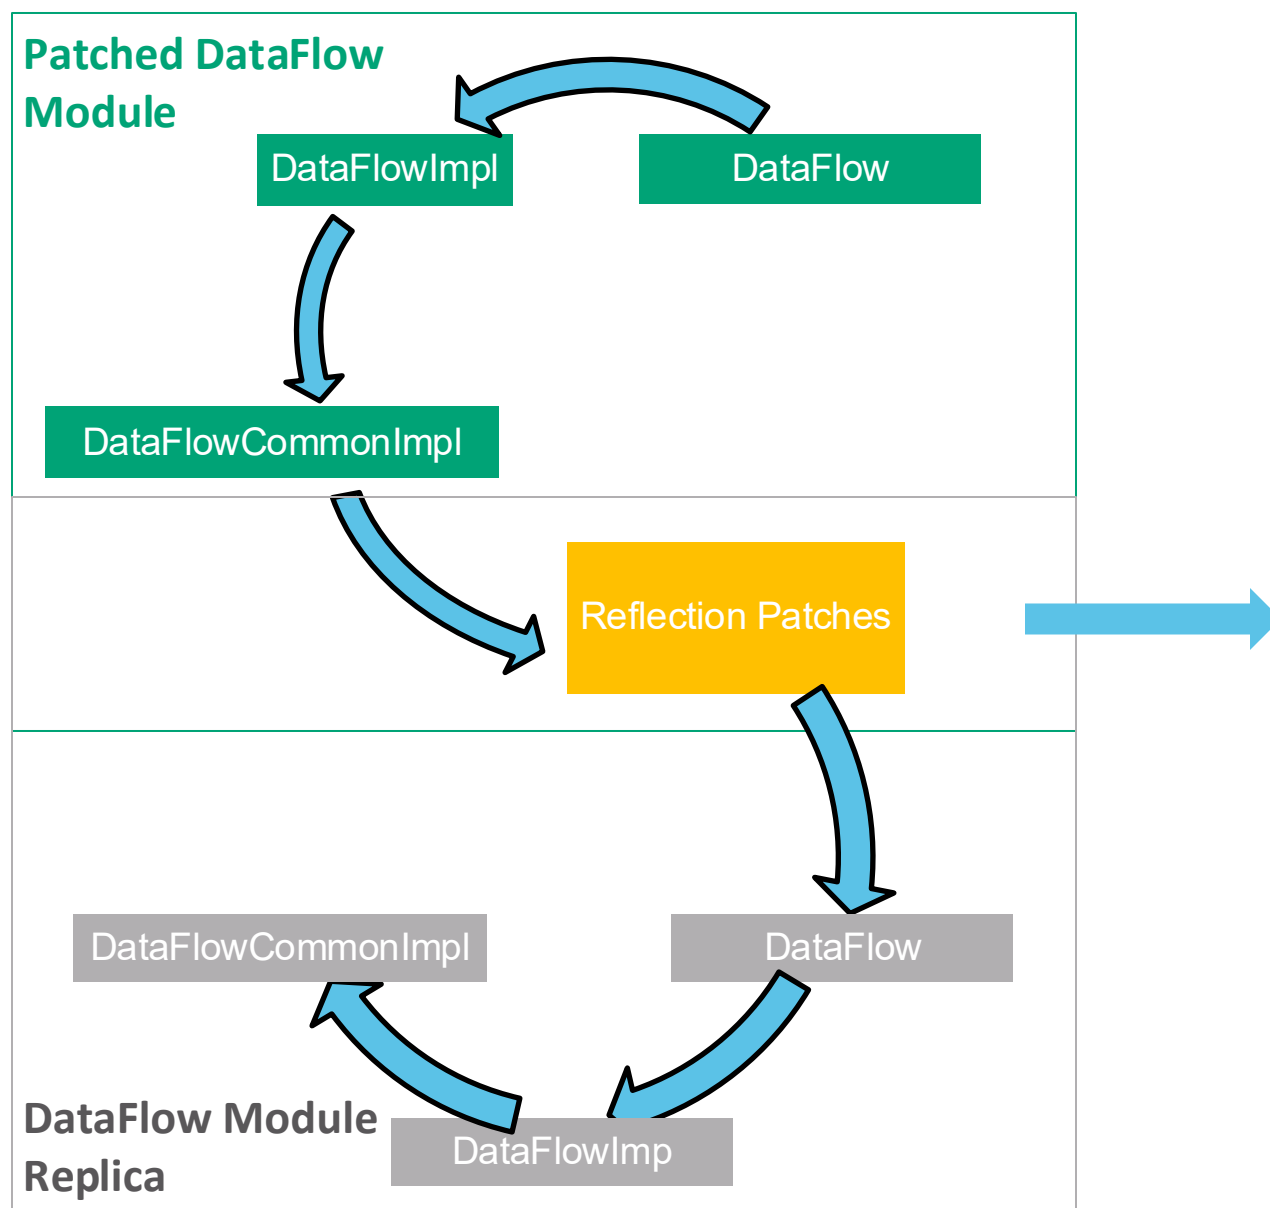 Patched DataFlow
Module
DataFlowImpl
DataFlow
DataFlowCommonImpl
Reflection Patches
DataFlowCommonImpl
DataFlow
DataFlow Module
Replica
DataFlowImp